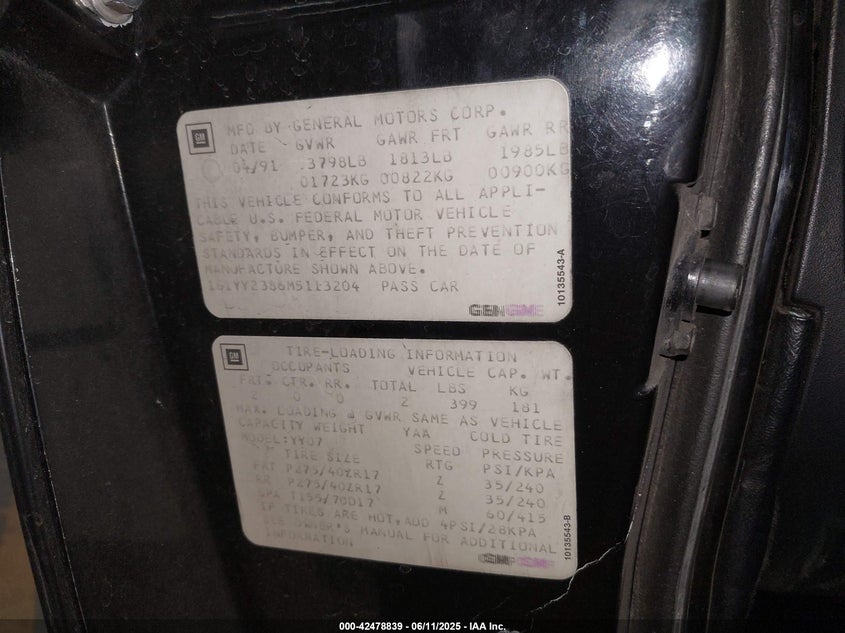 GM
MFD BY GENERAL MOTORS CORP.
DATE GVWR GAWR FRT GAWR RR
04/91 3798LB 1813LB 1985LB
01723KG 00822KG 00900KG
THIS VEHICLE CONFORMS TO ALL APPLI-
CABLE U.S. FEDERAL MOTOR VEHICLE
SAFETY, BUMPER, AND THEFT PREVENTION
STANDARDS IN EFFECT ON THE DATE OF
MANUFACTURE SHOWN ABOVE.
1G1YY2386M5113204 PASS CAR
10135543-A
GM
TIRE-LOADING INFORMATION
OCCUPANTS VEHICLE CAP. WT.
FRT. CTR. RR. TOTAL LBS KG
2 0 0 2 399 181
MAX. LOADING & GVWR SAME AS VEHICLE
CAPACITY WEIGHT YAA COLD TIRE
MODEL:YY07 SPEED PRESSURE
TIRE SIZE RTG PSI/KPA
FRT P275/40ZR17 Z 35/240
RR P275/40ZR17 Z 35/240
SPA T155/70D17 M 60/415
IF TIRES ARE HOT, ADD 4PSI/28KPA
SEE OWNER'S MANUAL FOR ADDITIONAL
INFORMATION
10135543-B
000-42478839 - 06/11/2025 - IAA Inc.